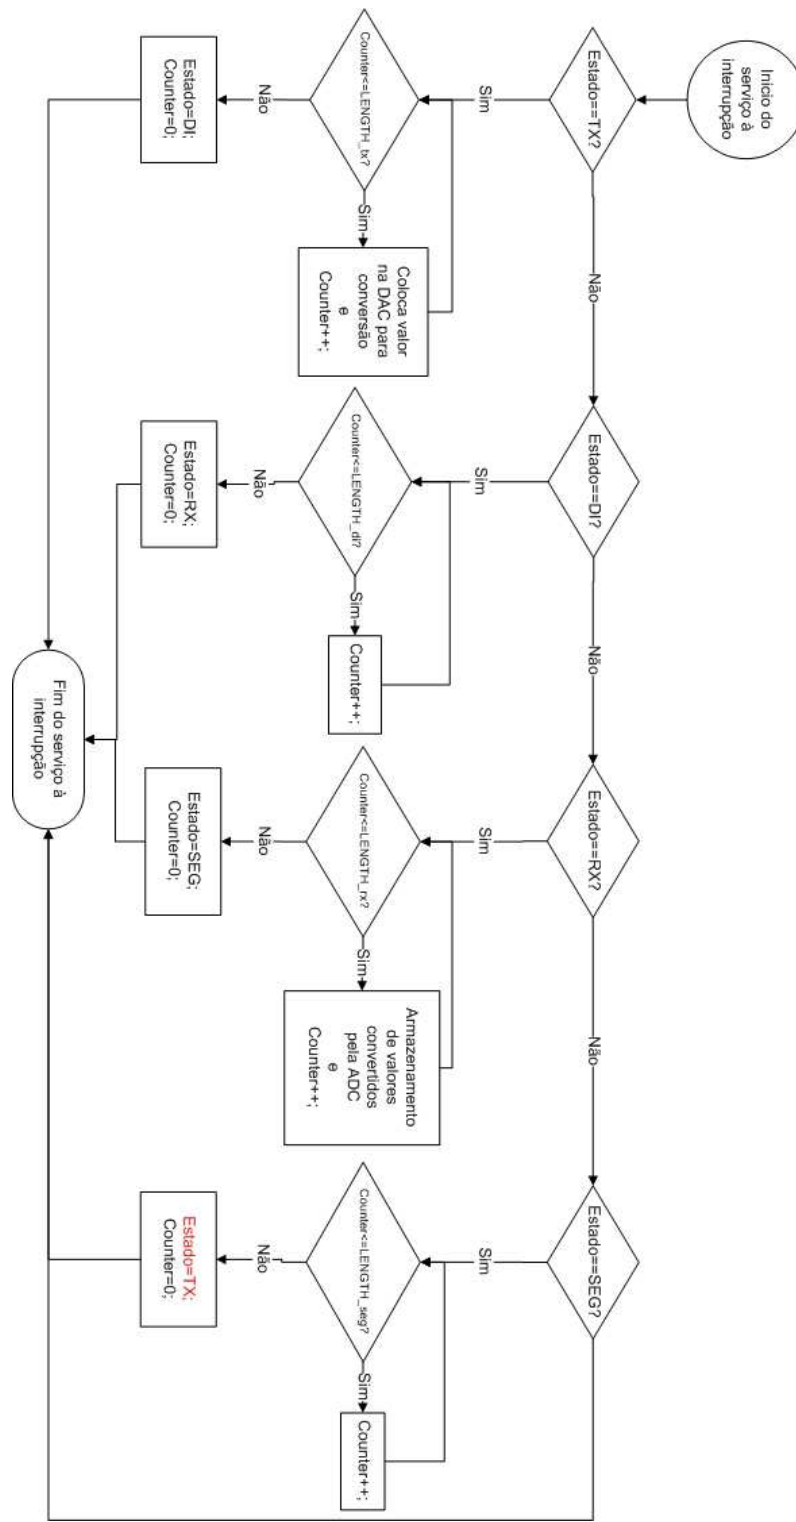 Inicio do
serviço à
interrupção
Estado==TX?
Não
Estado==DI?
Não
Estado==RX?
Não
Estado==SEG?
Sim
Sim
Sim
Sim
Counter<=LENGTH_tx?
Sim
Coloca valor
na DAC para
conversão
e
Counter++;
Counter<=LENGTH_di?
Sim
Counter++;
Counter<=LENGTH_rx?
Sim
Armazenamento
de valores
convertidos
pela ADC
e
Counter++;
Counter<=LENGTH_seg?
Sim
Counter++;
Não
Não
Não
Não
Estado=DI;
Counter=0;
Estado=RX;
Counter=0;
Estado=SEG;
Counter=0;
Estado=TX;
Counter=0;
Fim do serviço à
interrupção